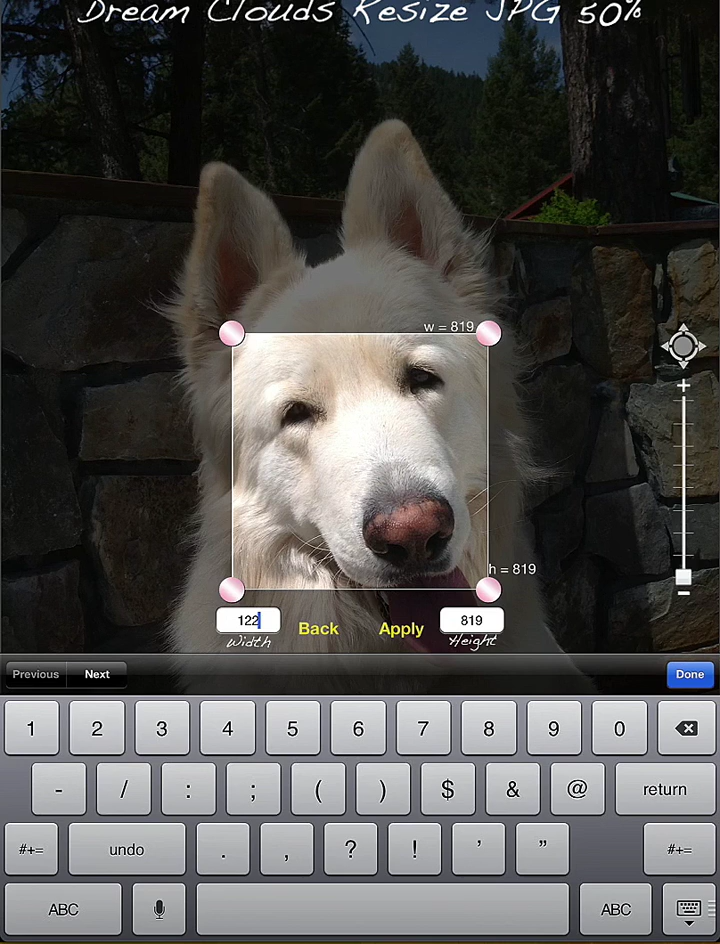 Dream Clouds Resize JPG 50%
w = 819
h = 819
122 819
Width Back Apply Height
Previous Next Done
1 2 3 4 5 6 7 8 9 0
- / : ; ( ) $ & @ return
#+= undo . , ? ! ’ ” #+=
ABC ABC